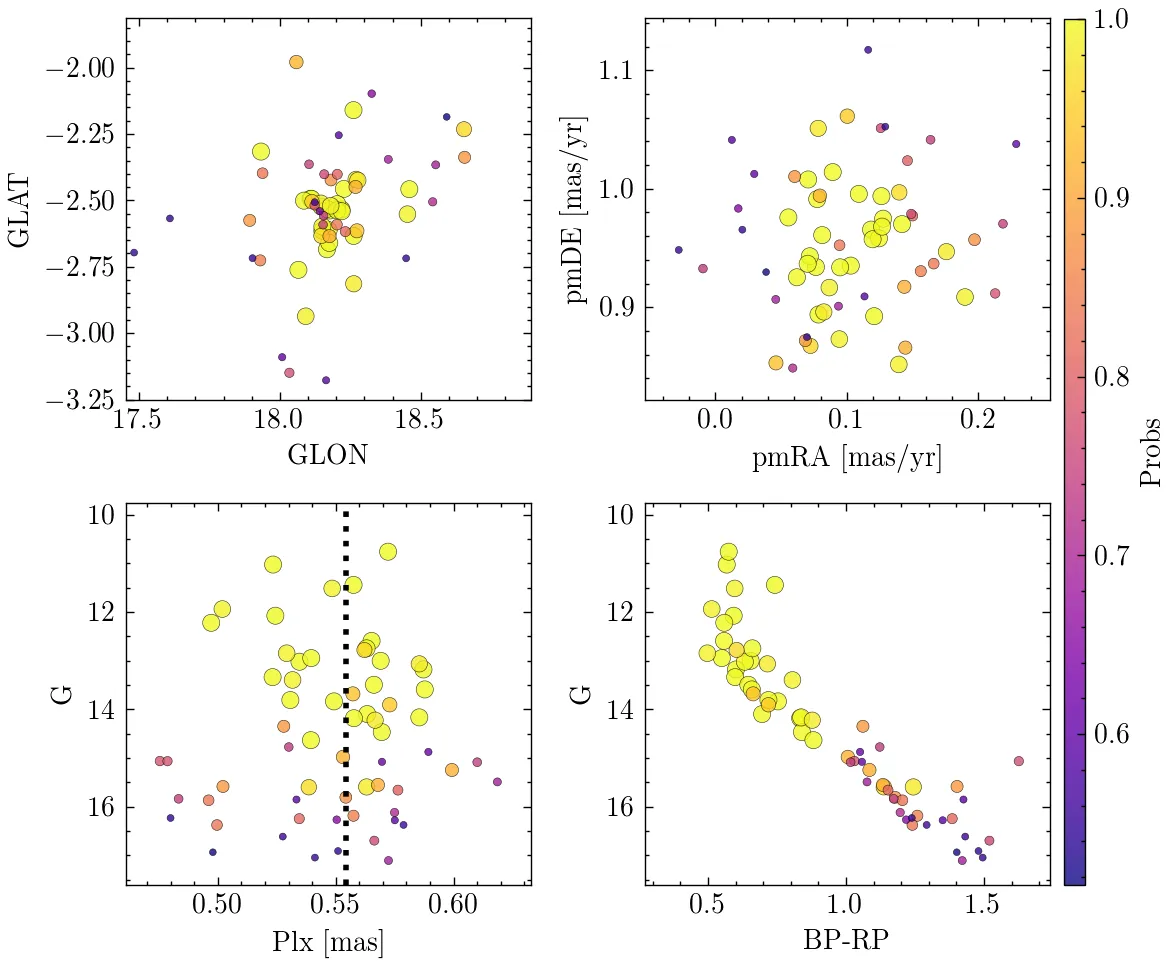 −2.00
−2.25
−2.50
−2.75
−3.00
−3.25
GLAT
17.5 18.0 18.5
GLON
1.1
1.0
0.9
pmDE [mas/yr]
0.0 0.1 0.2
pmRA [mas/yr]
10
12
14
16
G
0.50 0.55 0.60
Plx [mas]
10
12
14
16
G
0.5 1.0 1.5
BP-RP
1.0
0.9
0.8
0.7
0.6
Probs